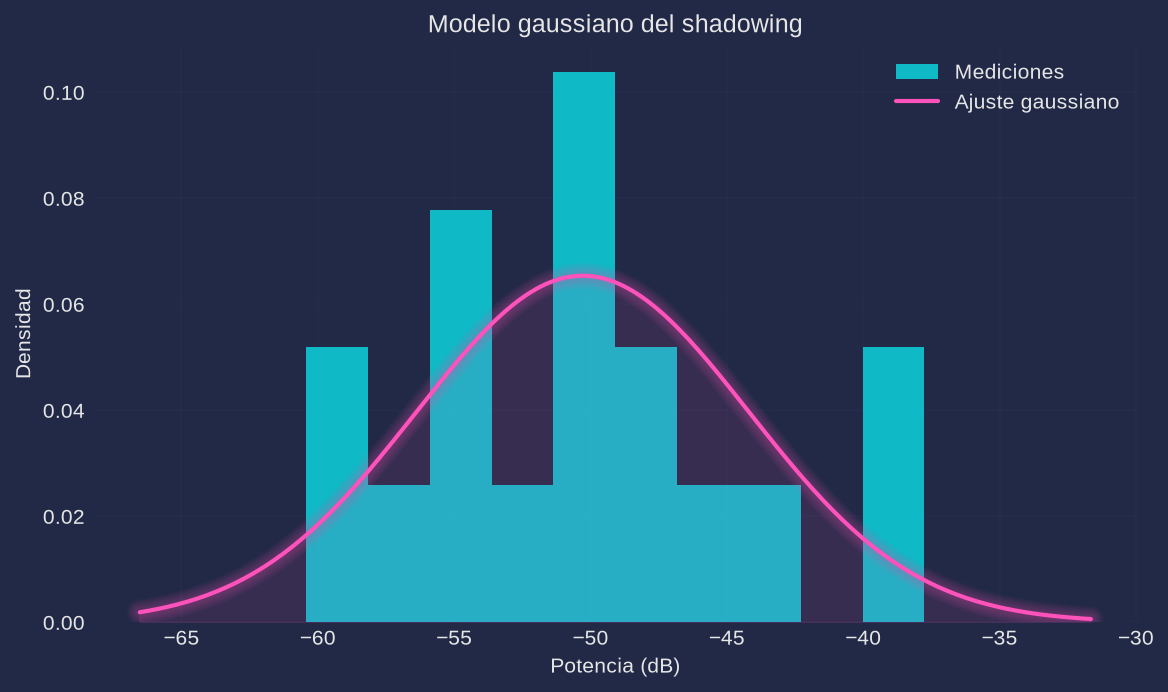 Modelo gaussiano del shadowing
Mediciones
Ajuste gaussiano
Densidad
0.10
0.08
0.06
0.04
0.02
0.00
−65 −60 −55 −50 −45 −40 −35 −30
Potencia (dB)